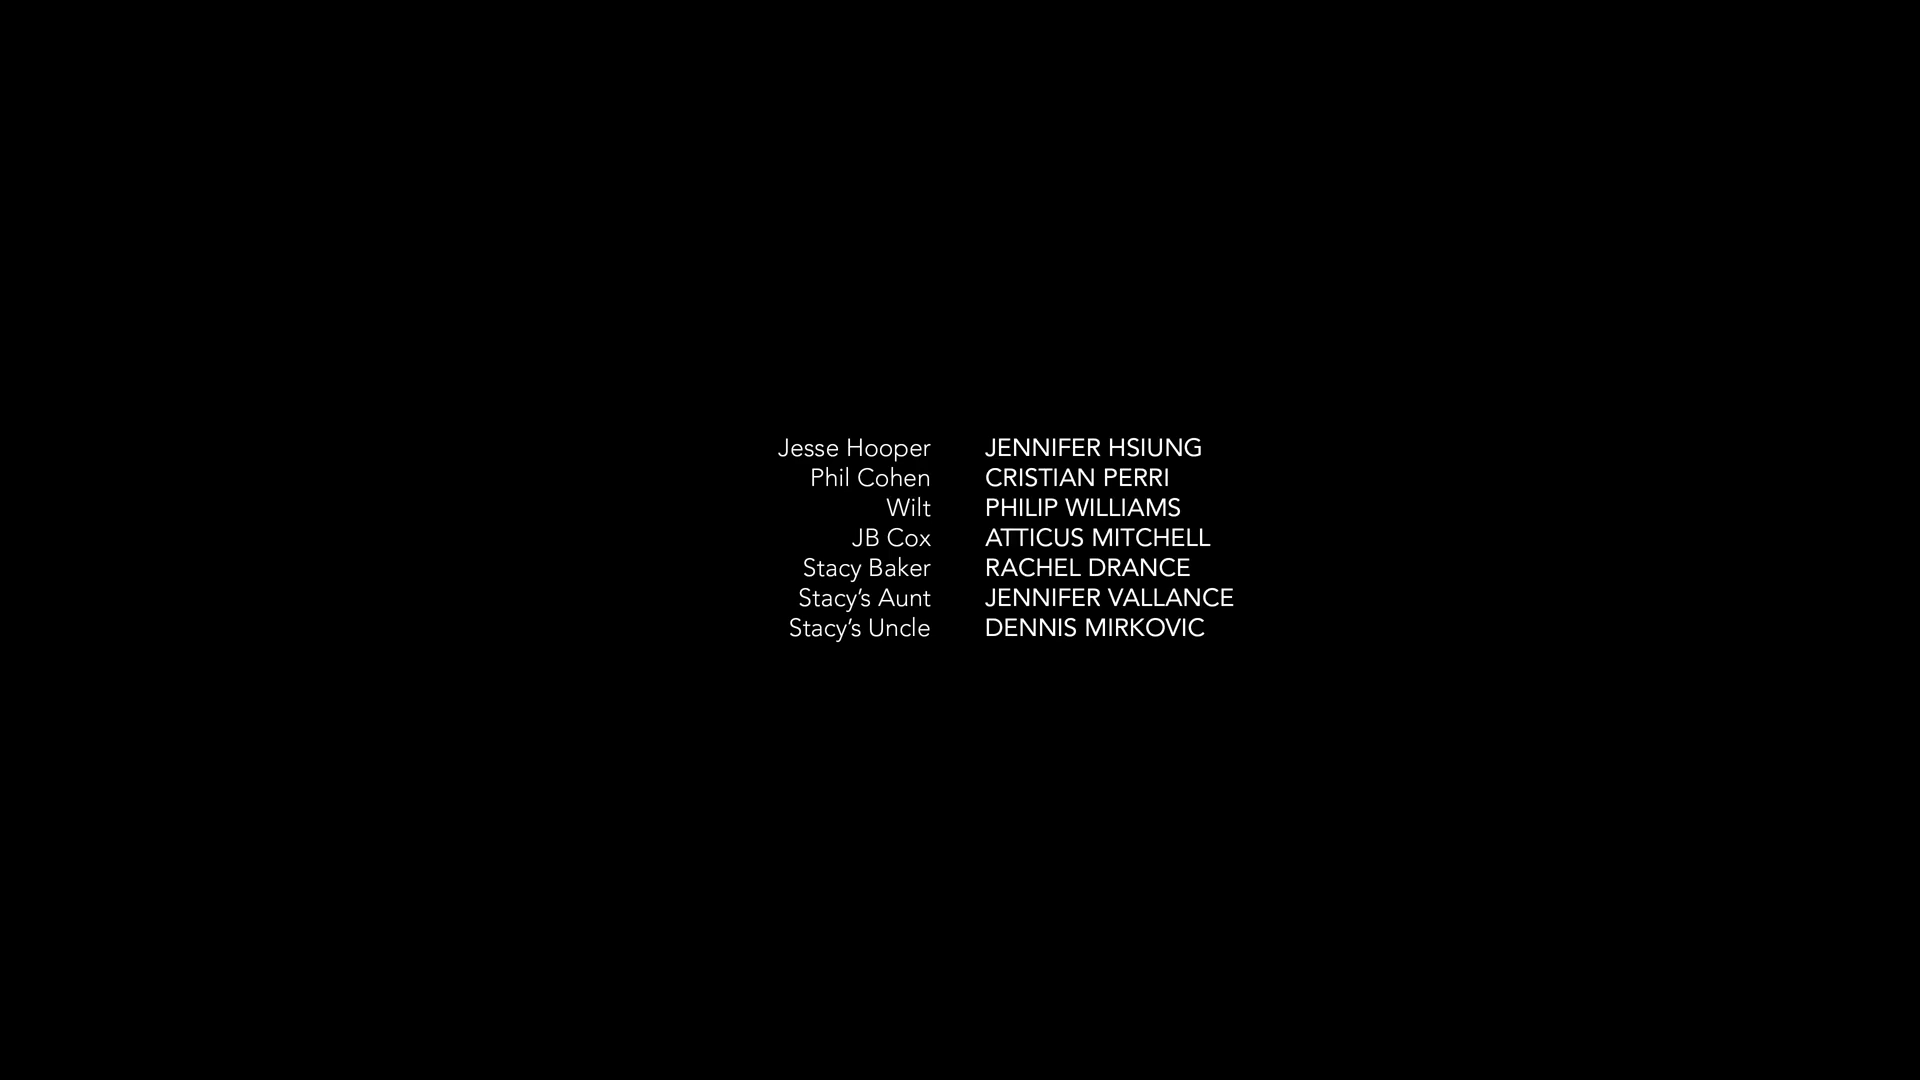 Jesse Hooper JENNIFER HSIUNG
Phil Cohen CRISTIAN PERRI
Wilt PHILIP WILLIAMS
JB Cox ATTICUS MITCHELL
Stacy Baker RACHEL DRANCE
Stacy’s Aunt JENNIFER VALLANCE
Stacy’s Uncle DENNIS MIRKOVIC